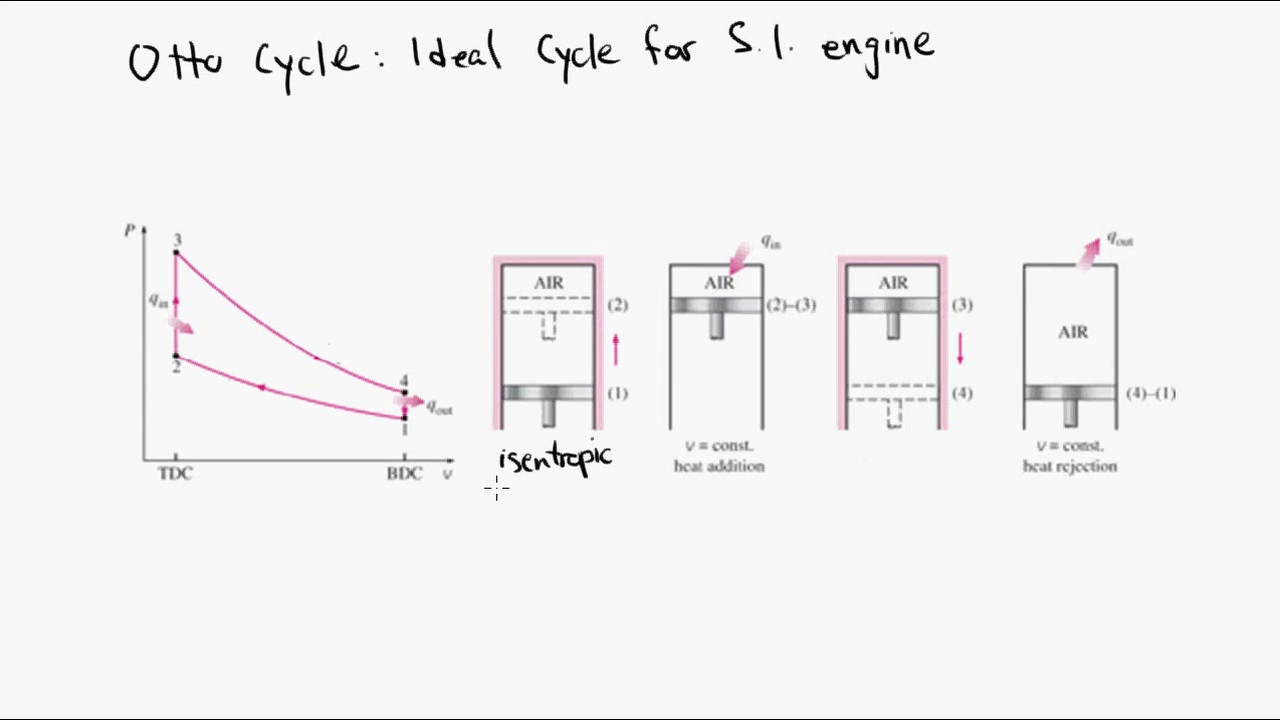 Otto Cycle: Ideal Cycle for S.I. engine
P
3
q_in
2
4
q_out
1
TDC
BDC
v
AIR
(2)
(1)
isentropic
q_in
AIR
(2)–(3)
v = const.
heat addition
AIR
(3)
(4)
q_out
AIR
(4)–(1)
v = const.
heat rejection